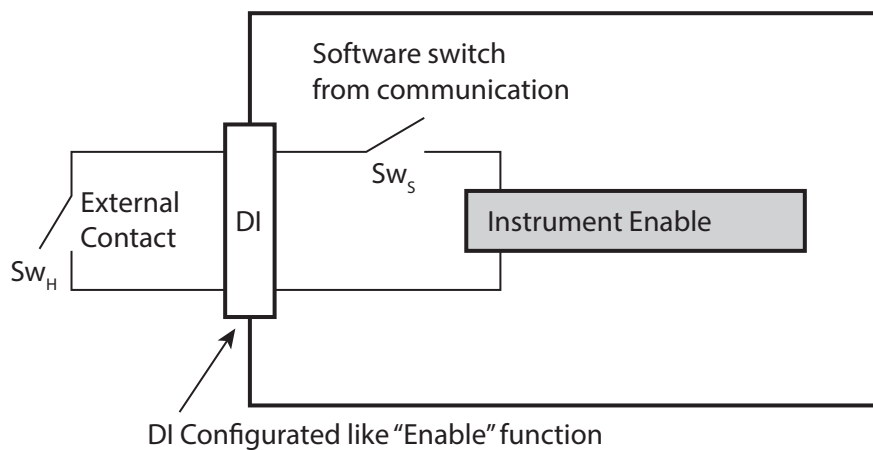 Software switch
from communication
Sw_S
External
Contact
DI
Instrument Enable
Sw_H
DI Configurated like “Enable” function